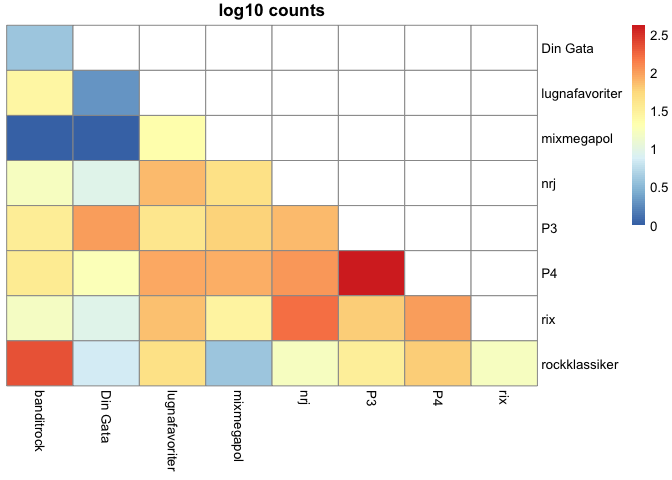 log10 counts
2.5
2
1.5
1
0.5
0
Din Gata
lugnafavoriter
mixmegapol
nrj
P3
P4
rix
rockklassiker
banditrock
Din Gata
lugnafavoriter
mixmegapol
nrj
P3
P4
rix